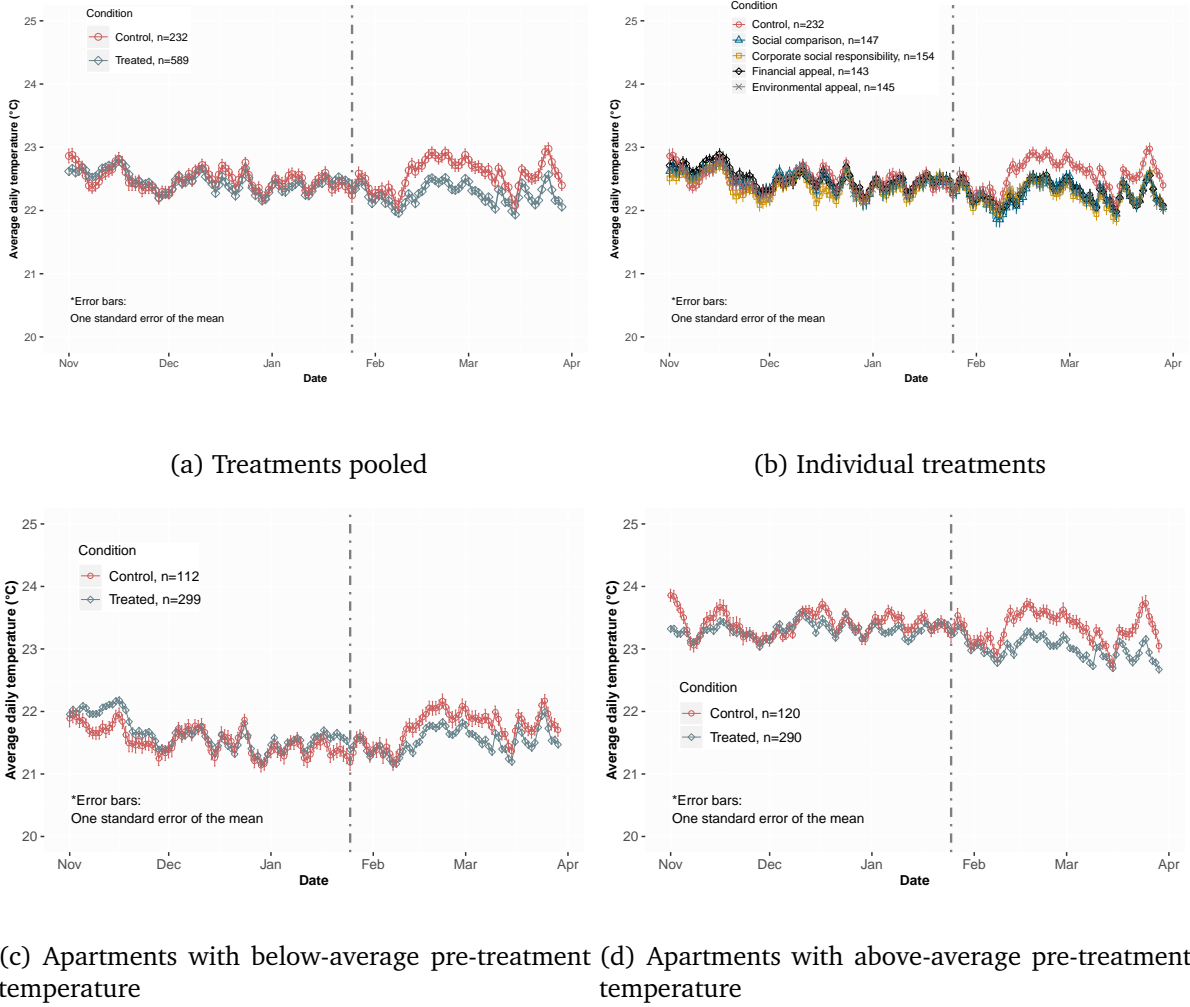 Condition
Control, n=232
Treated, n=589
25
24
23
22
21
20
Average daily temperature (°C)
*Error bars:
One standard error of the mean
Nov Dec Jan Feb Mar Apr
Date
(a) Treatments pooled
Condition
Control, n=232
Social comparison, n=147
Corporate social responsibility, n=154
Financial appeal, n=143
Environmental appeal, n=145
25
24
23
22
21
20
Average daily temperature (°C)
*Error bars:
One standard error of the mean
Nov Dec Jan Feb Mar Apr
Date
(b) Individual treatments
Condition
Control, n=112
Treated, n=299
25
24
23
22
21
20
Average daily temperature (°C)
*Error bars:
One standard error of the mean
Nov Dec Jan Feb Mar Apr
Date
(c) Apartments with below-average pre-treatment
temperature
25
24
23
22
21
20
Average daily temperature (°C)
Condition
Control, n=120
Treated, n=290
*Error bars:
One standard error of the mean
Nov Dec Jan Feb Mar Apr
Date
(d) Apartments with above-average pre-treatment
temperature